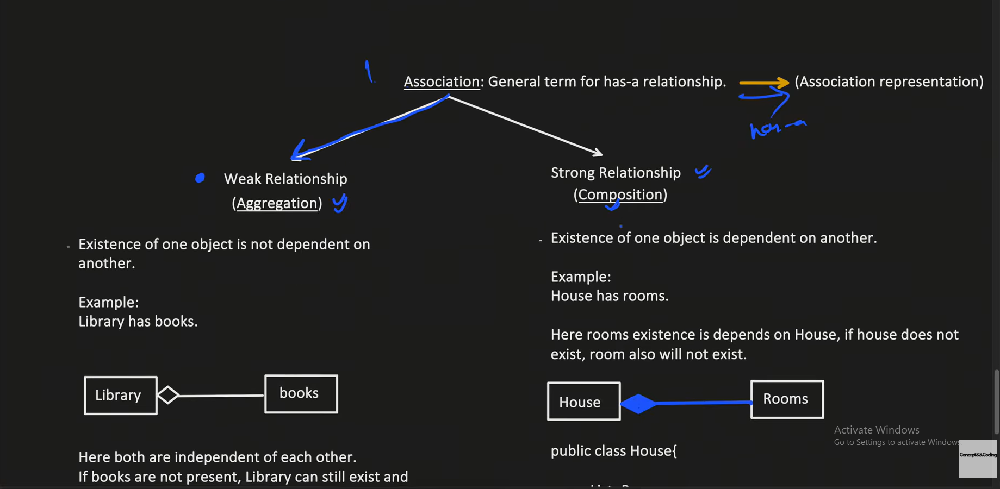 1.
Association: General term for has-a relationship.
(Association representation)
has-a
Weak Relationship
(Aggregation)
- Existence of one object is not dependent on
another.
Example:
Library has books.
Library
books
Here both are independent of each other.
If books are not present, Library can still exist and
Strong Relationship
(Composition)
- Existence of one object is dependent on another.
Example:
House has rooms.
Here rooms existence is depends on House, if house does not
exist, room also will not exist.
House
Rooms
public class House{
Activate Windows
Go to Settings to activate Windows.
Concept&&Coding